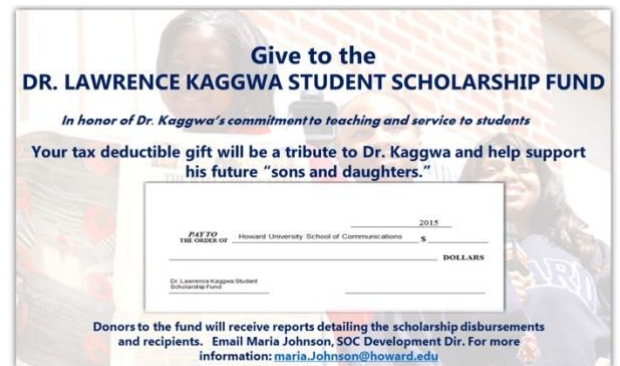 Give to the
DR. LAWRENCE KAGGWA STUDENT SCHOLARSHIP FUND
In honor of Dr. Kaggwa's commitment to teaching and service to students
Your tax deductible gift will be a tribute to Dr. Kaggwa and help support
his future "sons and daughters."
2015
PAY TO
THE ORDER OF Howard University School of Communications $
DOLLARS
Dr. Lawrence Kaggwa Student
Scholarship Fund
Donors to the fund will receive reports detailing the scholarship disbursements
and recipients. Email Maria Johnson, SOC Development Dir. For more
information: maria.Johnson@howard.edu